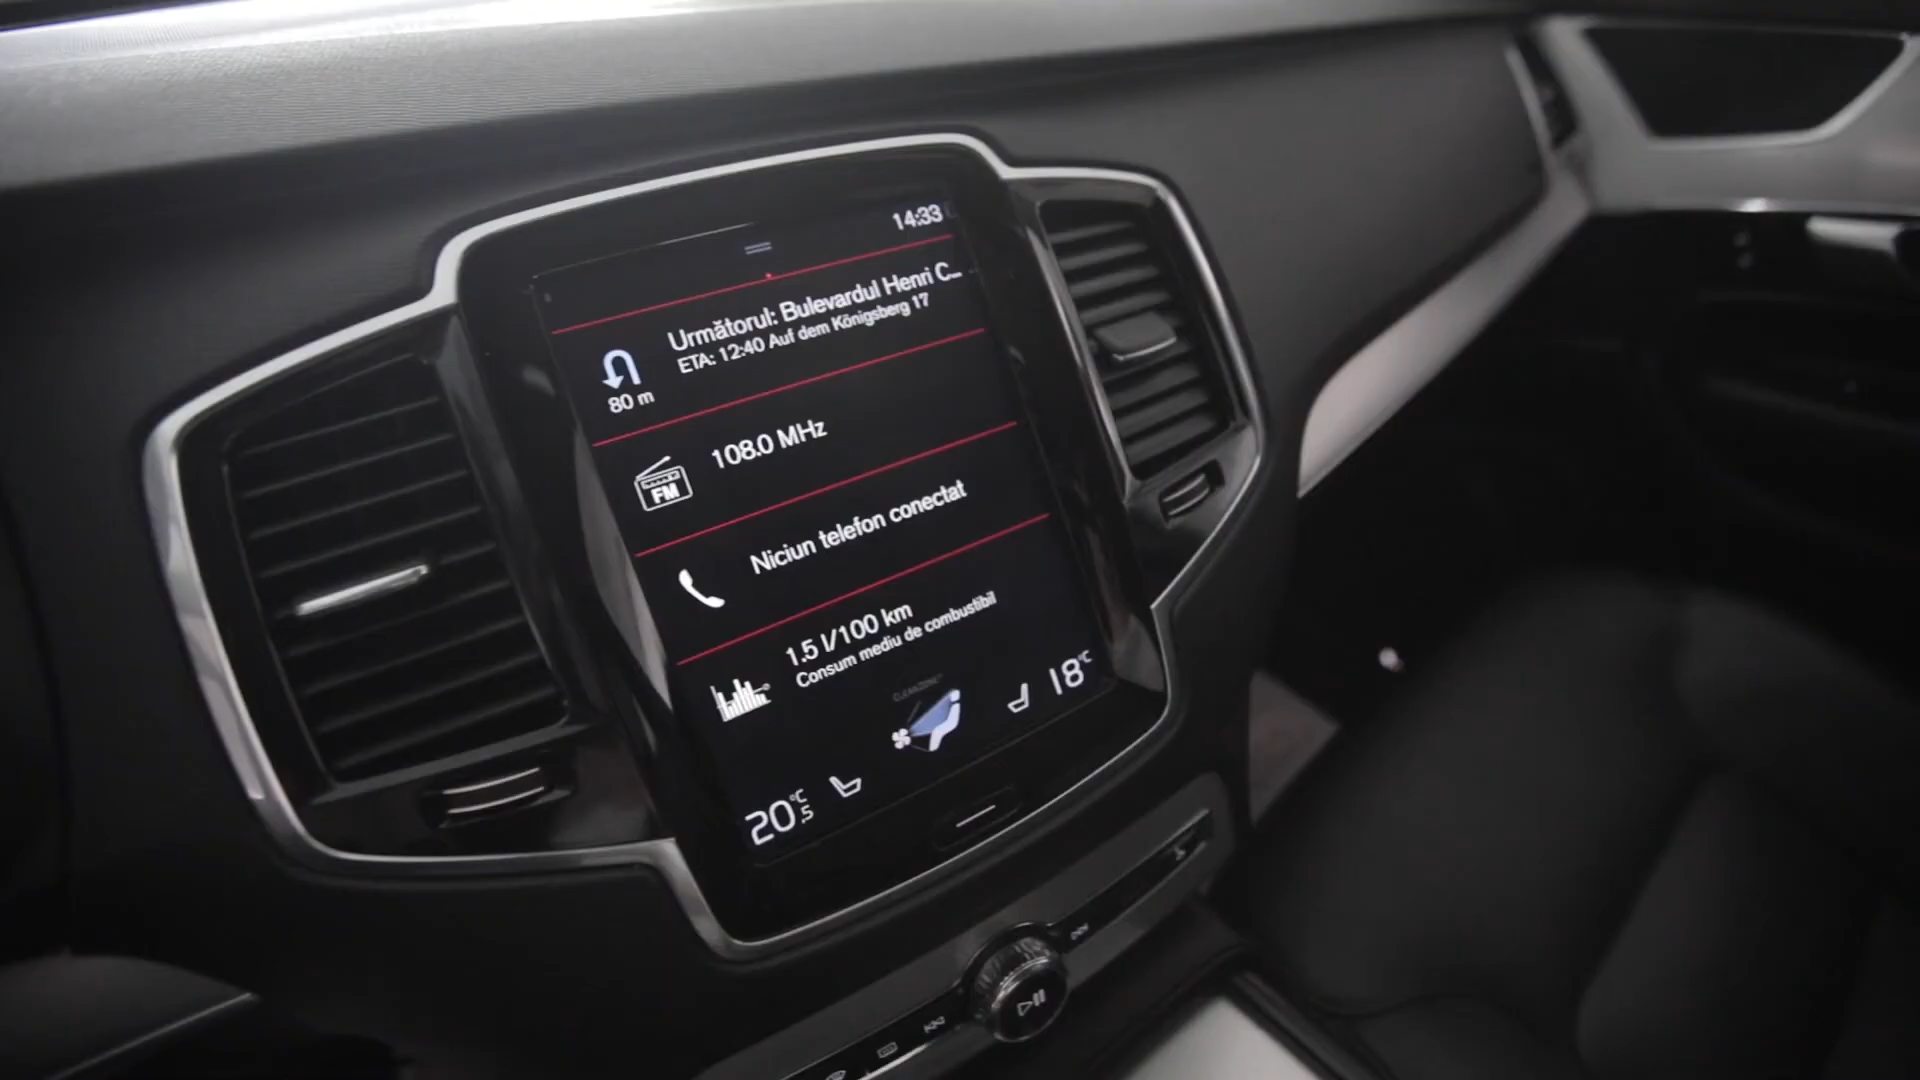 14:33
Următorul: Bulevardul Henri C...
ETA: 12:40 Auf dem Königsberg 17
80 m
108.0 MHz
FM
Niciun telefon conectat
1.5 l/100 km
Consum mediu de combustibil
CLEANZONE
18°C
20.5°C